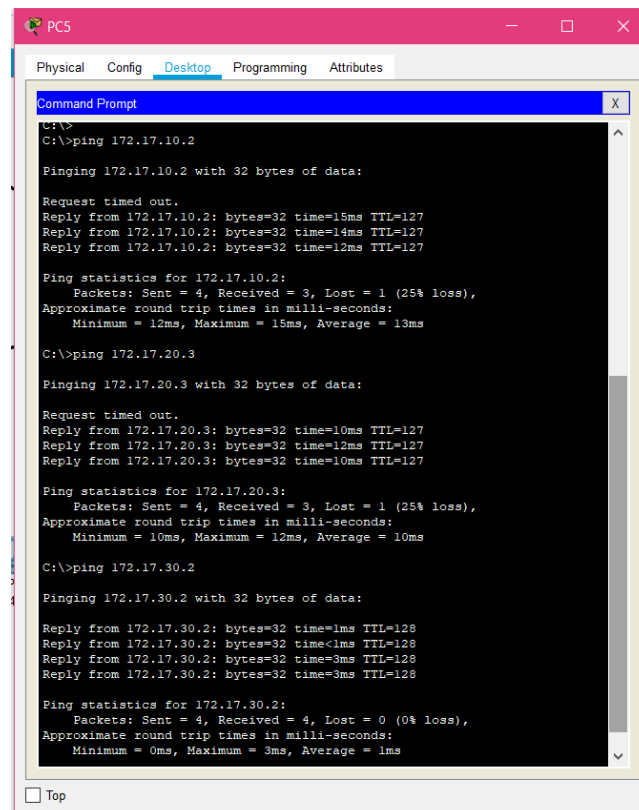 PC5
Physical Config Desktop Programming Attributes
Command Prompt X
C:\>
C:\>ping 172.17.10.2
Pinging 172.17.10.2 with 32 bytes of data:
Request timed out.
Reply from 172.17.10.2: bytes=32 time=15ms TTL=127
Reply from 172.17.10.2: bytes=32 time=14ms TTL=127
Reply from 172.17.10.2: bytes=32 time=12ms TTL=127
Ping statistics for 172.17.10.2:
Packets: Sent = 4, Received = 3, Lost = 1 (25% loss),
Approximate round trip times in milli-seconds:
Minimum = 12ms, Maximum = 15ms, Average = 13ms
C:\>ping 172.17.20.3
Pinging 172.17.20.3 with 32 bytes of data:
Request timed out.
Reply from 172.17.20.3: bytes=32 time=10ms TTL=127
Reply from 172.17.20.3: bytes=32 time=12ms TTL=127
Reply from 172.17.20.3: bytes=32 time=10ms TTL=127
Ping statistics for 172.17.20.3:
Packets: Sent = 4, Received = 3, Lost = 1 (25% loss),
Approximate round trip times in milli-seconds:
Minimum = 10ms, Maximum = 12ms, Average = 10ms
C:\>ping 172.17.30.2
Pinging 172.17.30.2 with 32 bytes of data:
Reply from 172.17.30.2: bytes=32 time=1ms TTL=128
Reply from 172.17.30.2: bytes=32 time<1ms TTL=128
Reply from 172.17.30.2: bytes=32 time=3ms TTL=128
Reply from 172.17.30.2: bytes=32 time=3ms TTL=128
Ping statistics for 172.17.30.2:
Packets: Sent = 4, Received = 4, Lost = 0 (0% loss),
Approximate round trip times in milli-seconds:
Minimum = 0ms, Maximum = 3ms, Average = 1ms
Top